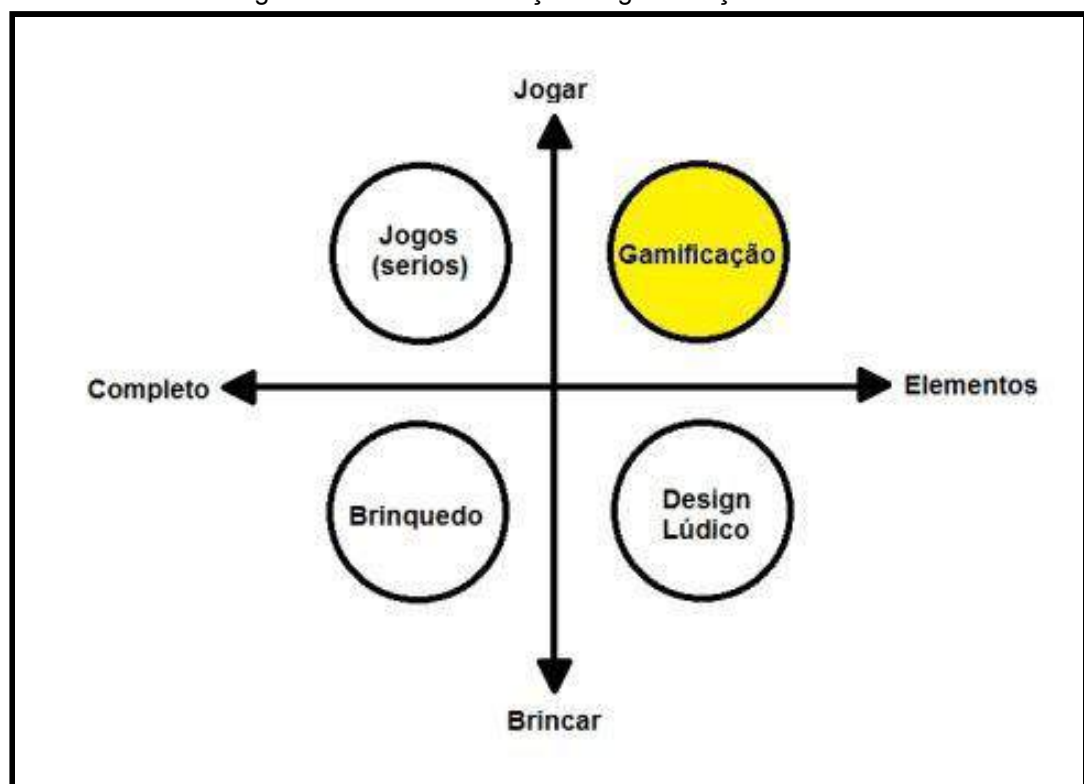 Jogar
Jogos
(serios)
Gamificação
Completo
Elementos
Brinquedo
Design
Lúdico
Brincar